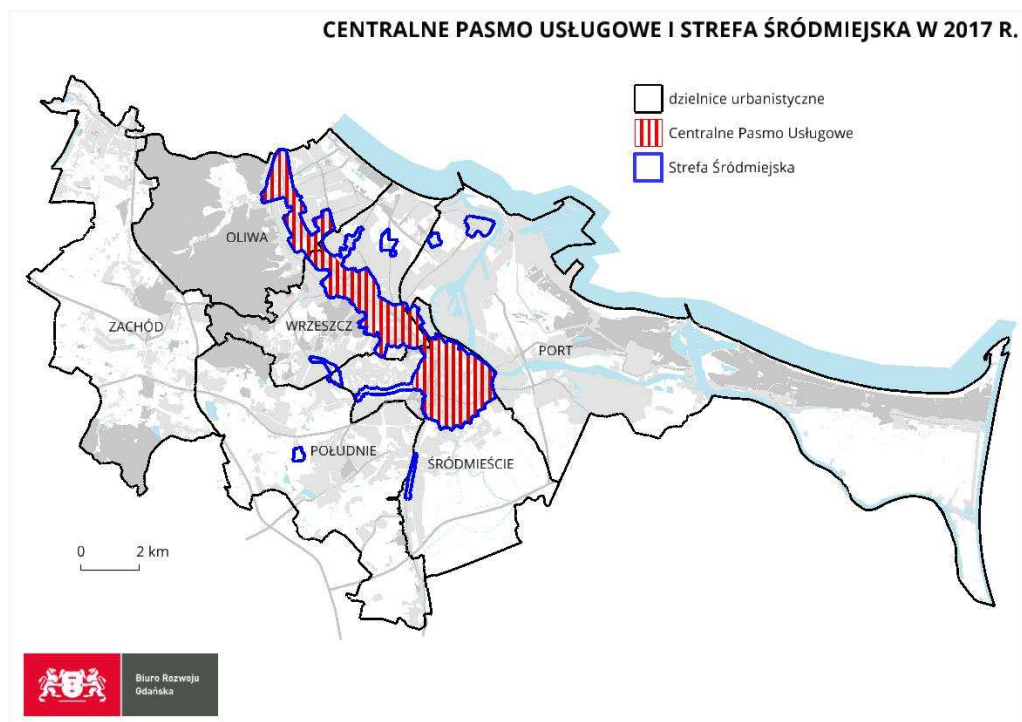 CENTRALNE PASMO USŁUGOWE I STREFA ŚRÓDMIEJSKA W 2017 R.
dzielnice urbanistyczne
Centralne Pasmo Usługowe
Strefa Śródmiejska
OLIWA
ZACHÓD
WRZESZCZ
PORT
POŁUDNIE
ŚRÓDMIEŚCIE
0 2 km
Biuro Rozwoju
Gdańska